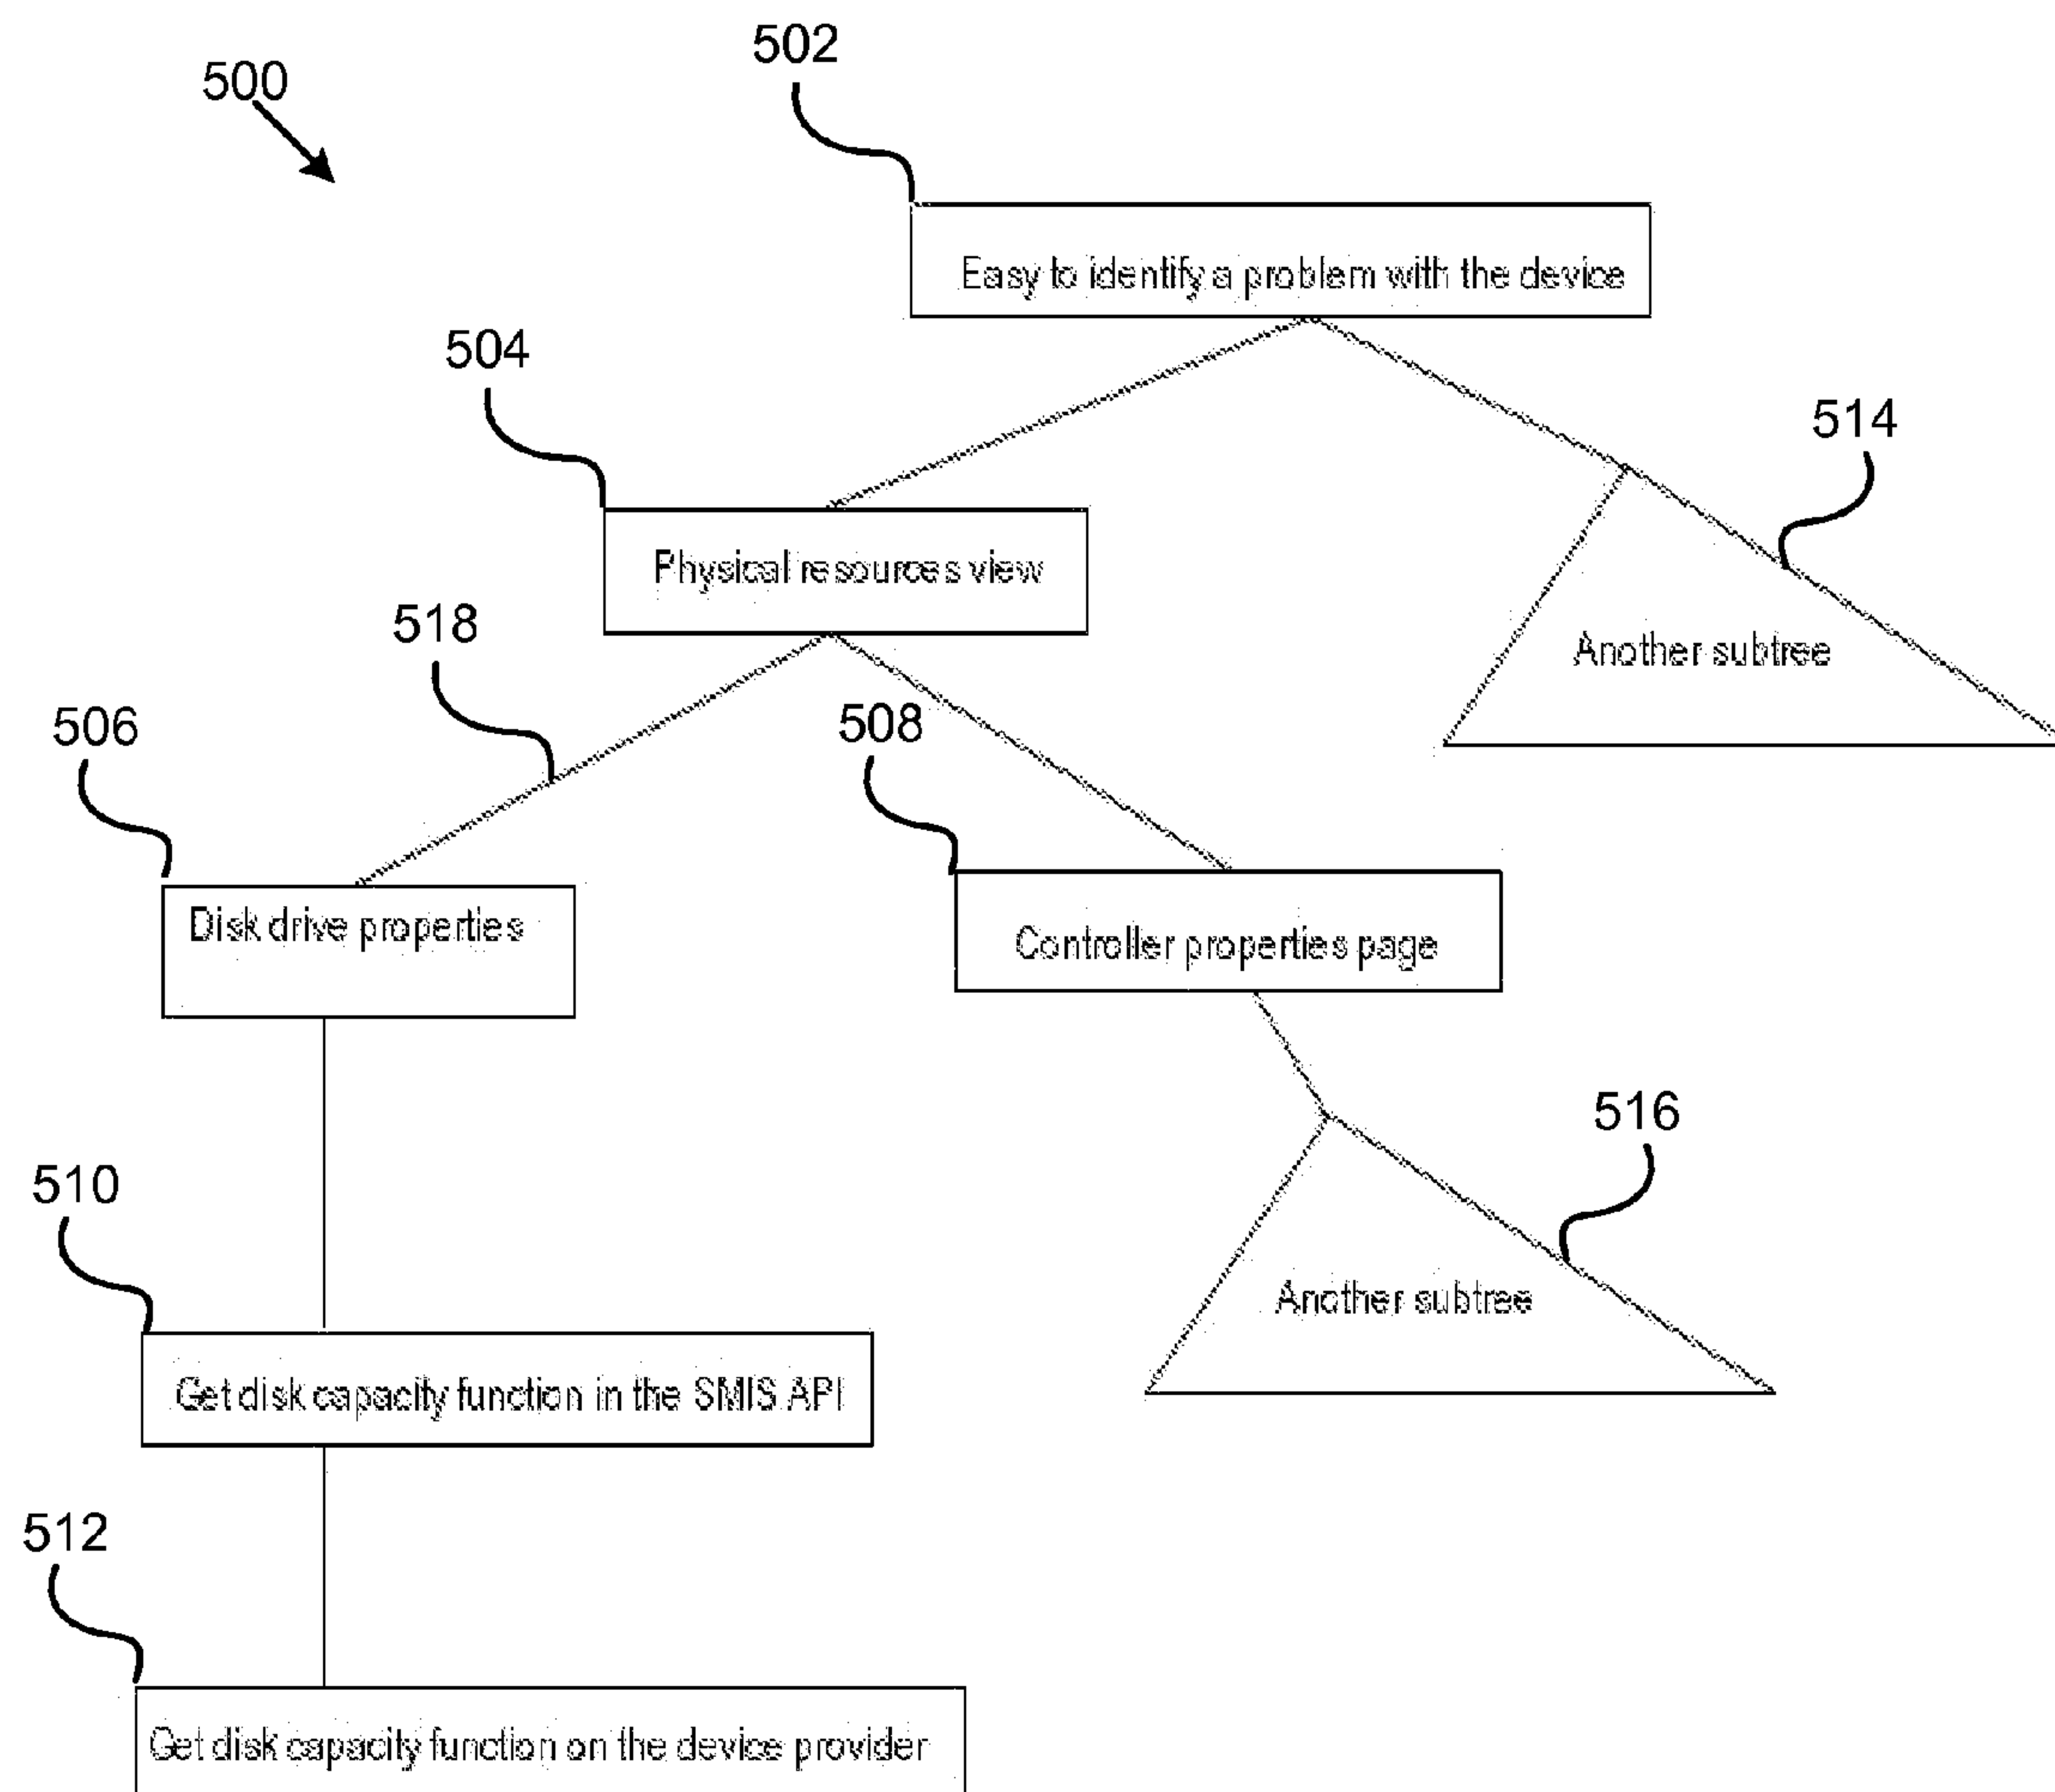 502
500
Easy to identify a problem with the device
504
514
Physical resources view
518
Another subtree
506
508
Disk drive properties
Controller properties page
510
516
Another subtree
Get disk capacity function in the SMIS API
512
Get disk capacity function on the device provider